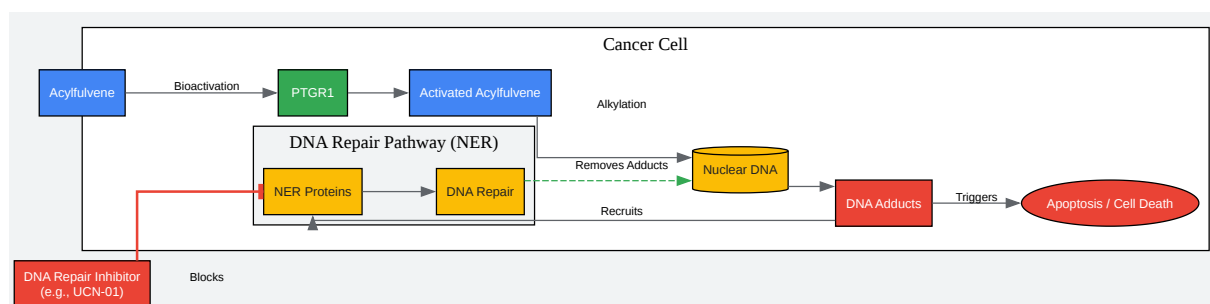 Cancer Cell
Acylfulvene
Bioactivation
PTGR1
Activated Acylfulvene
Alkylation
DNA Repair Pathway (NER)
NER Proteins
DNA Repair
Removes Adducts
Nuclear DNA
DNA Adducts
Triggers
Apoptosis / Cell Death
Recruits
DNA Repair Inhibitor
(e.g., UCN-01)
Blocks